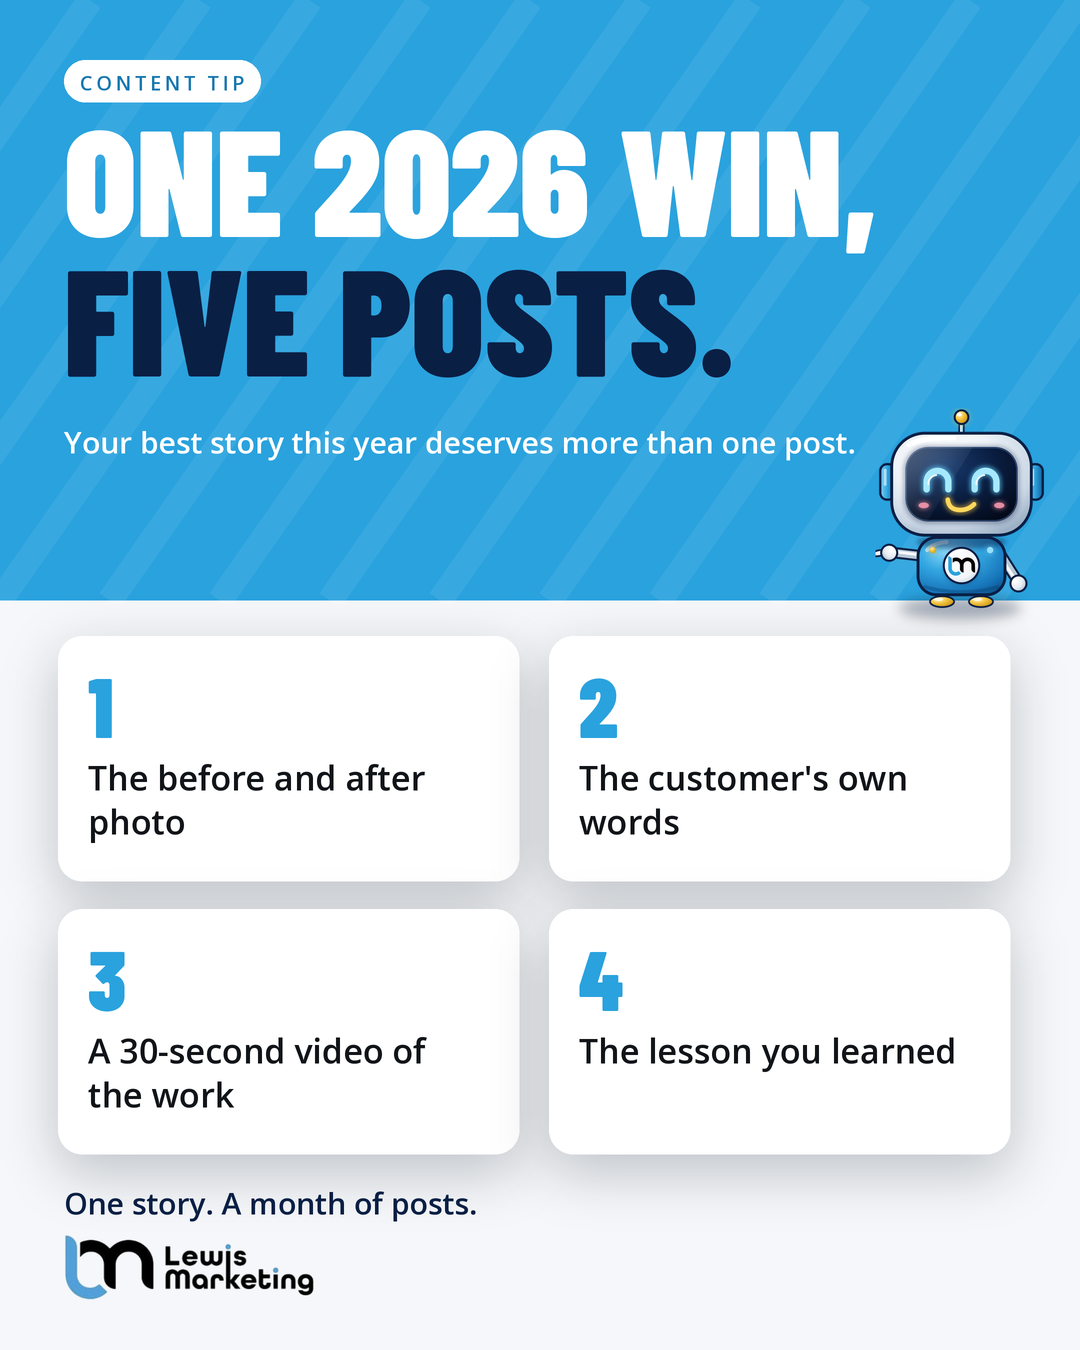 CONTENT TIP
ONE 2026 WIN,
FIVE POSTS.
Your best story this year deserves more than one post.
lm
1
The before and after
photo
2
The customer's own
words
3
A 30-second video of
the work
4
The lesson you learned
One story. A month of posts.
lm Lewis
Marketing